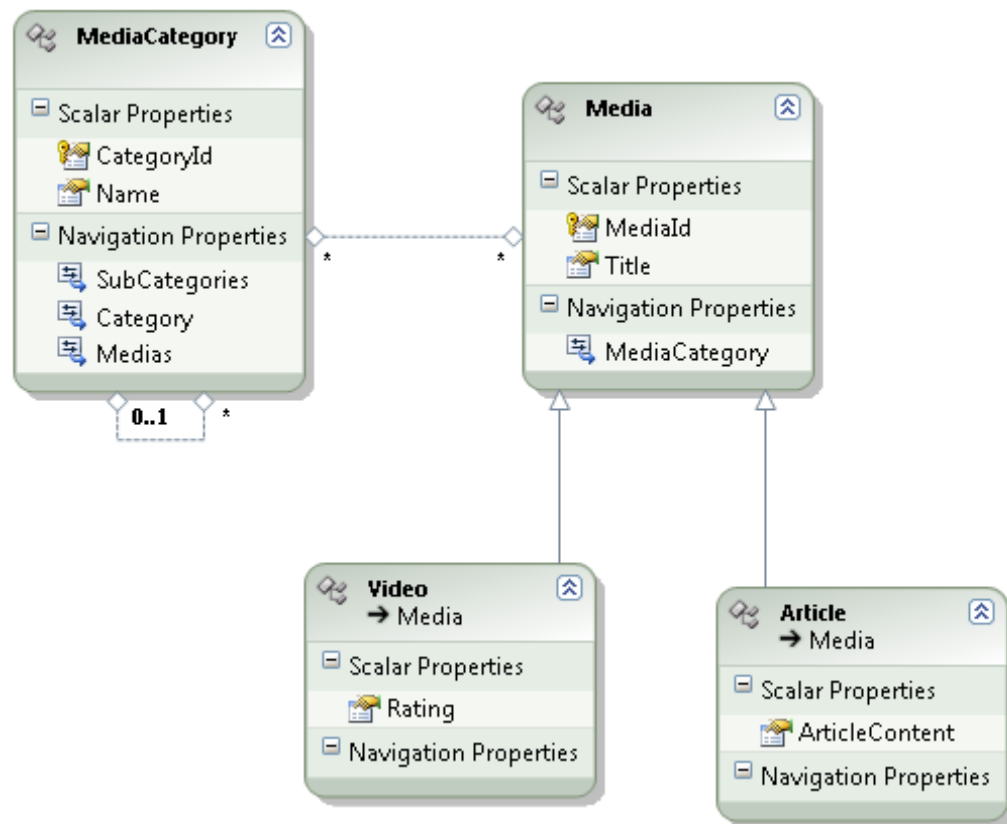 MediaCategory
Scalar Properties
CategoryId
Name
Navigation Properties
SubCategories
Category
Medias
0..1
*
*
*
Media
Scalar Properties
MediaId
Title
Navigation Properties
MediaCategory
Video
→ Media
Scalar Properties
Rating
Navigation Properties
Article
→ Media
Scalar Properties
ArticleContent
Navigation Properties